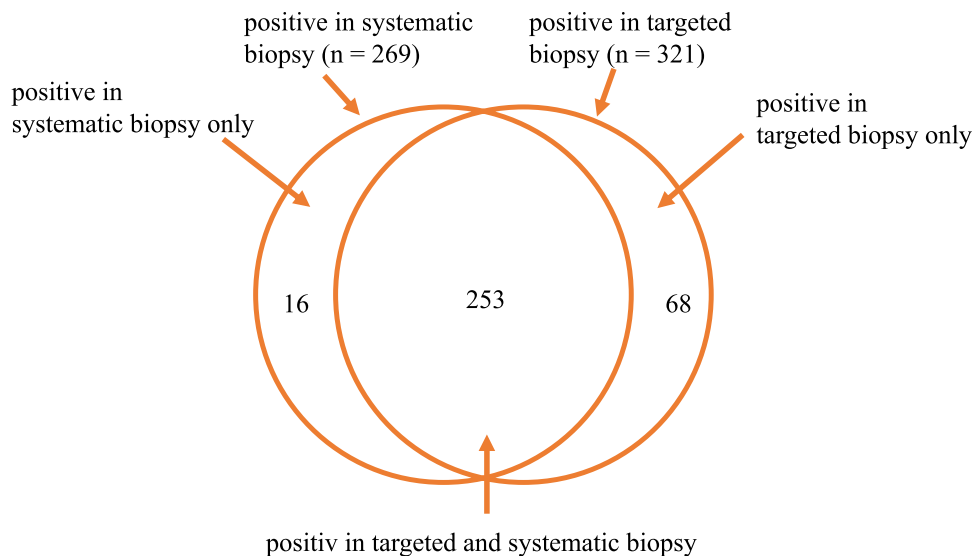 positive in systematic
biopsy (n = 269)
positive in targeted
biopsy (n = 321)
positive in
systematic biopsy only
positive in
targeted biopsy only
16
253
68
positiv in targeted and systematic biopsy